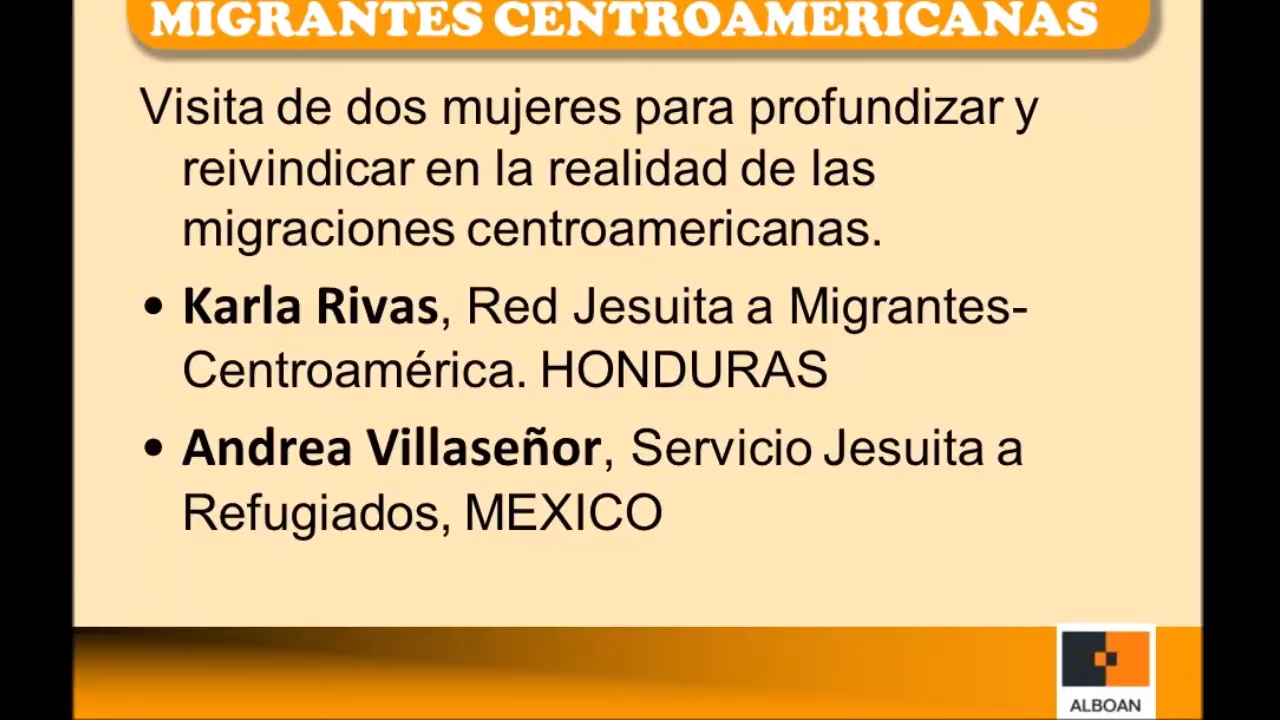 MIGRANTES CENTROAMERICANAS
Visita de dos mujeres para profundizar y
reivindicar en la realidad de las
migraciones centroamericanas.
• Karla Rivas, Red Jesuita a Migrantes-
Centroamérica. HONDURAS
• Andrea Villaseñor, Servicio Jesuita a
Refugiados, MEXICO
ALBOAN